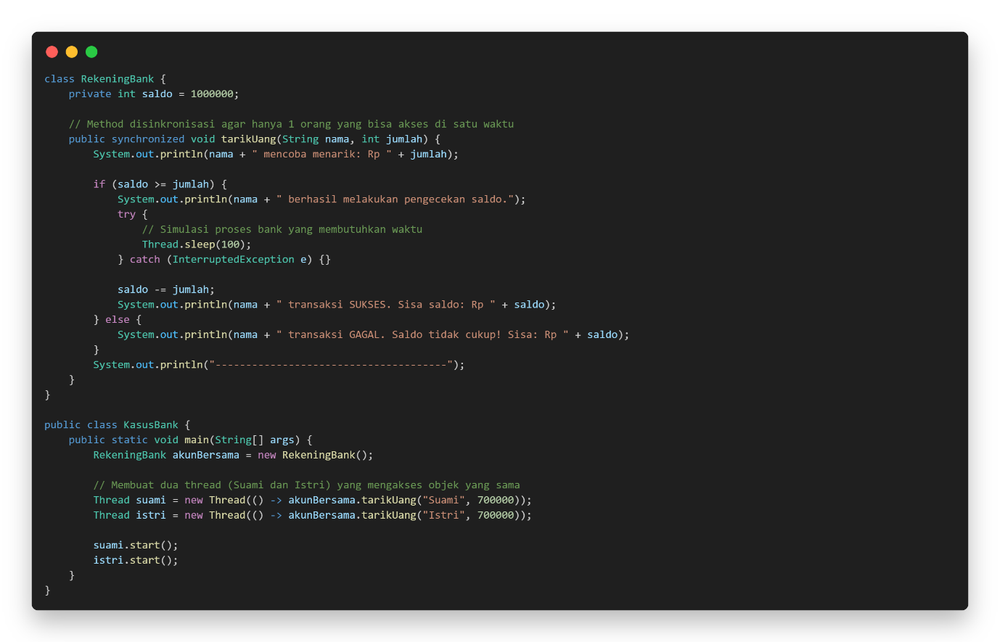 class RekeningBank {
    private int saldo = 1000000;

    // Method disinkronisasi agar hanya 1 orang yang bisa akses di satu waktu
    public synchronized void tarikUang(String nama, int jumlah) {
        System.out.println(nama + " mencoba menarik: Rp " + jumlah);

        if (saldo >= jumlah) {
            System.out.println(nama + " berhasil melakukan pengecekan saldo.");
            try {
                // Simulasi proses bank yang membutuhkan waktu
                Thread.sleep(100);
            } catch (InterruptedException e) {}

            saldo -= jumlah;
            System.out.println(nama + " transaksi SUKSES. Sisa saldo: Rp " + saldo);
        } else {
            System.out.println(nama + " transaksi GAGAL. Saldo tidak cukup! Sisa: Rp " + saldo);
        }
        System.out.println("--------------------------------------");
    }
}

public class KasusBank {
    public static void main(String[] args) {
        RekeningBank akunBersama = new RekeningBank();

        // Membuat dua thread (Suami dan Istri) yang mengakses objek yang sama
        Thread suami = new Thread(() -> akunBersama.tarikUang("Suami", 700000));
        Thread istri = new Thread(() -> akunBersama.tarikUang("Istri", 700000));

        suami.start();
        istri.start();
    }
}